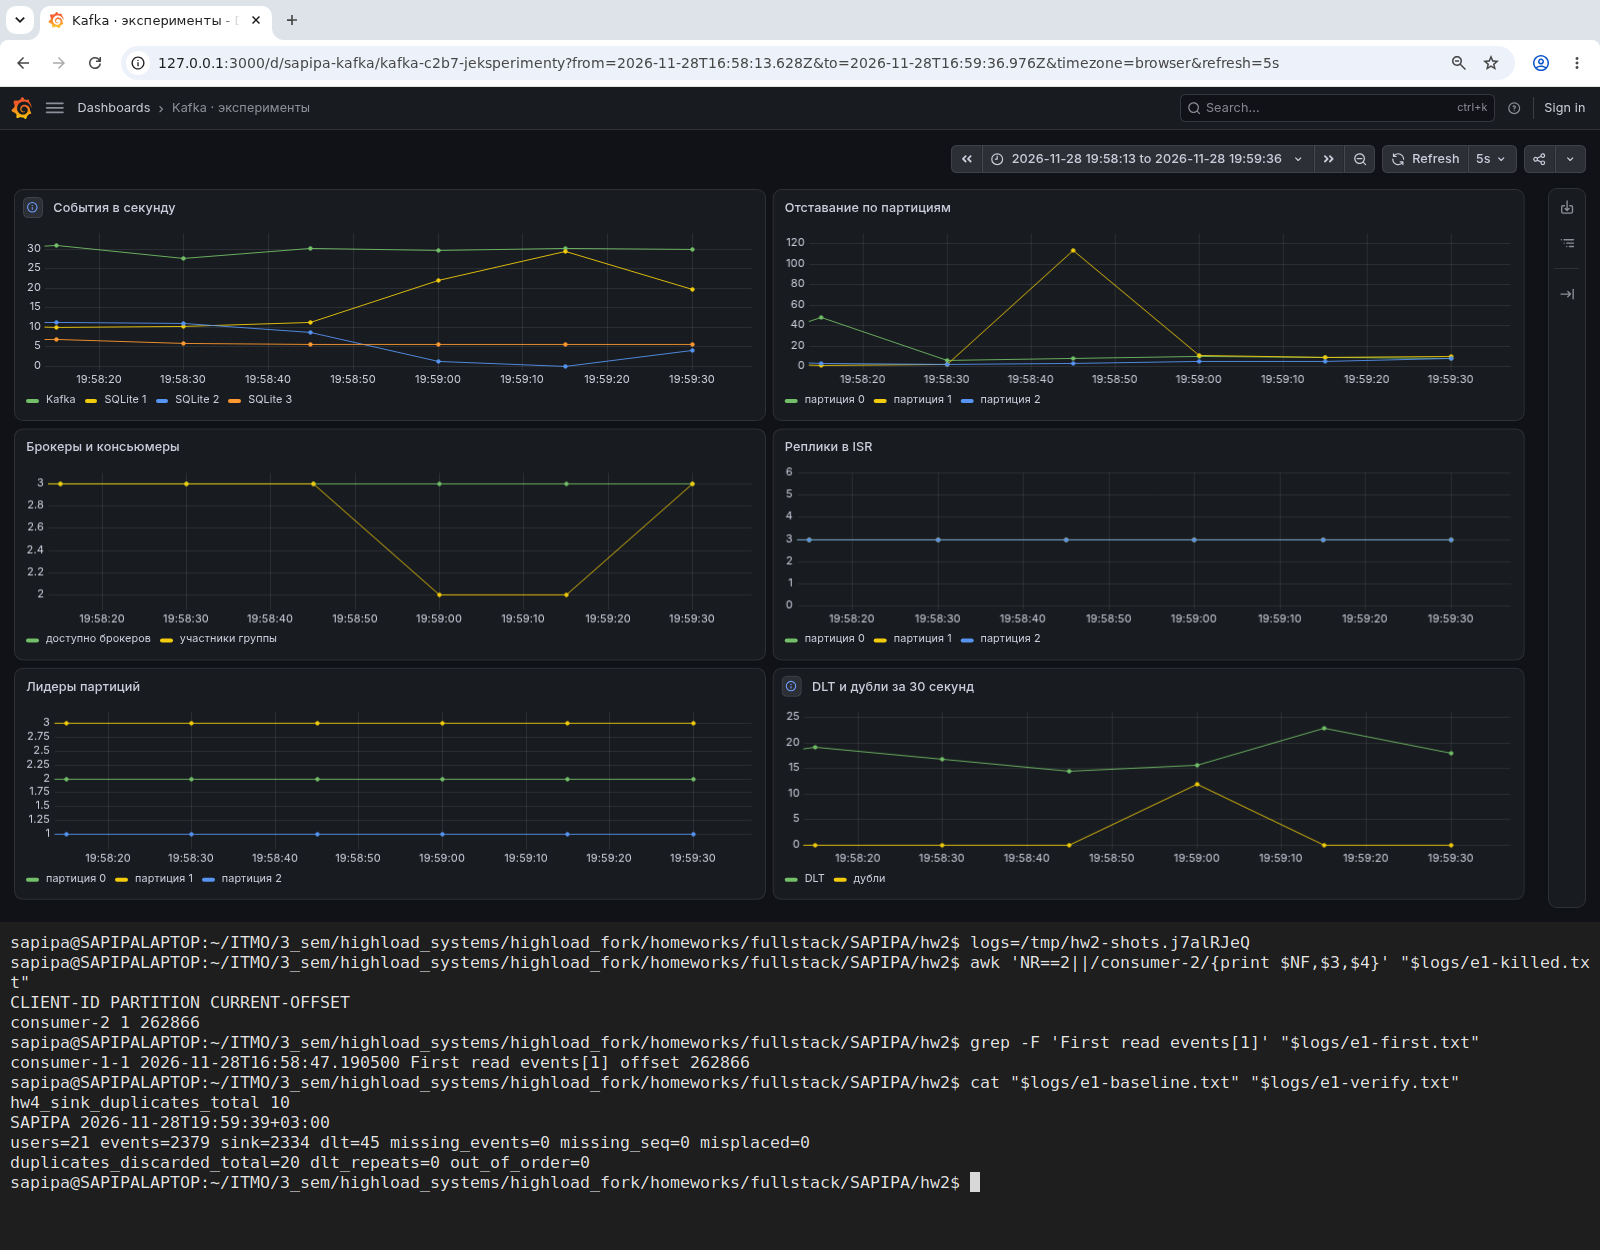 Kafka · эксперименты -
127.0.0.1:3000/d/sapipa-kafka/kafka-c2b7-jeksperimenty?from=2026-11-28T16:58:13.628Z&to=2026-11-28T16:59:36.976Z&timezone=browser&refresh=5s
Dashboards › Kafka · эксперименты
Search... ctrl+k
Sign in
2026-11-28 19:58:13 to 2026-11-28 19:59:36
Refresh 5s
События в секунду
30
25
20
15
10
5
0
19:58:20 19:58:30 19:58:40 19:58:50 19:59:00 19:59:10 19:59:20 19:59:30
Kafka SQLite 1 SQLite 2 SQLite 3
Отставание по партициям
120
100
80
60
40
20
0
19:58:20 19:58:30 19:58:40 19:58:50 19:59:00 19:59:10 19:59:20 19:59:30
партиция 0 партиция 1 партиция 2
Брокеры и консьюмеры
3
2.8
2.6
2.4
2.2
2
19:58:20 19:58:30 19:58:40 19:58:50 19:59:00 19:59:10 19:59:20 19:59:30
доступно брокеров участники группы
Реплики в ISR
6
5
4
3
2
1
0
19:58:20 19:58:30 19:58:40 19:58:50 19:59:00 19:59:10 19:59:20 19:59:30
партиция 0 партиция 1 партиция 2
Лидеры партиций
3
2.75
2.5
2.25
2
1.75
1.5
1.25
1
19:58:20 19:58:30 19:58:40 19:58:50 19:59:00 19:59:10 19:59:20 19:59:30
партиция 0 партиция 1 партиция 2
DLT и дубли за 30 секунд
25
20
15
10
5
0
19:58:20 19:58:30 19:58:40 19:58:50 19:59:00 19:59:10 19:59:20 19:59:30
DLT дубли
sapipa@SAPIPALAPTOP:~/ITMO/3_sem/highload_systems/highload_fork/homeworks/fullstack/SAPIPA/hw2$ logs=/tmp/hw2-shots.j7alRJeQ
sapipa@SAPIPALAPTOP:~/ITMO/3_sem/highload_systems/highload_fork/homeworks/fullstack/SAPIPA/hw2$ awk 'NR==2||/consumer-2/{print $NF,$3,$4}' "$logs/e1-killed.tx
t"
CLIENT-ID PARTITION CURRENT-OFFSET
consumer-2 1 262866
sapipa@SAPIPALAPTOP:~/ITMO/3_sem/highload_systems/highload_fork/homeworks/fullstack/SAPIPA/hw2$ grep -F 'First read events[1]' "$logs/e1-first.txt"
consumer-1-1 2026-11-28T16:58:47.190500 First read events[1] offset 262866
sapipa@SAPIPALAPTOP:~/ITMO/3_sem/highload_systems/highload_fork/homeworks/fullstack/SAPIPA/hw2$ cat "$logs/e1-baseline.txt" "$logs/e1-verify.txt"
hw4_sink_duplicates_total 10
SAPIPA 2026-11-28T19:59:39+03:00
users=21 events=2379 sink=2334 dlt=45 missing_events=0 missing_seq=0 misplaced=0
duplicates_discarded_total=20 dlt_repeats=0 out_of_order=0
sapipa@SAPIPALAPTOP:~/ITMO/3_sem/highload_systems/highload_fork/homeworks/fullstack/SAPIPA/hw2$